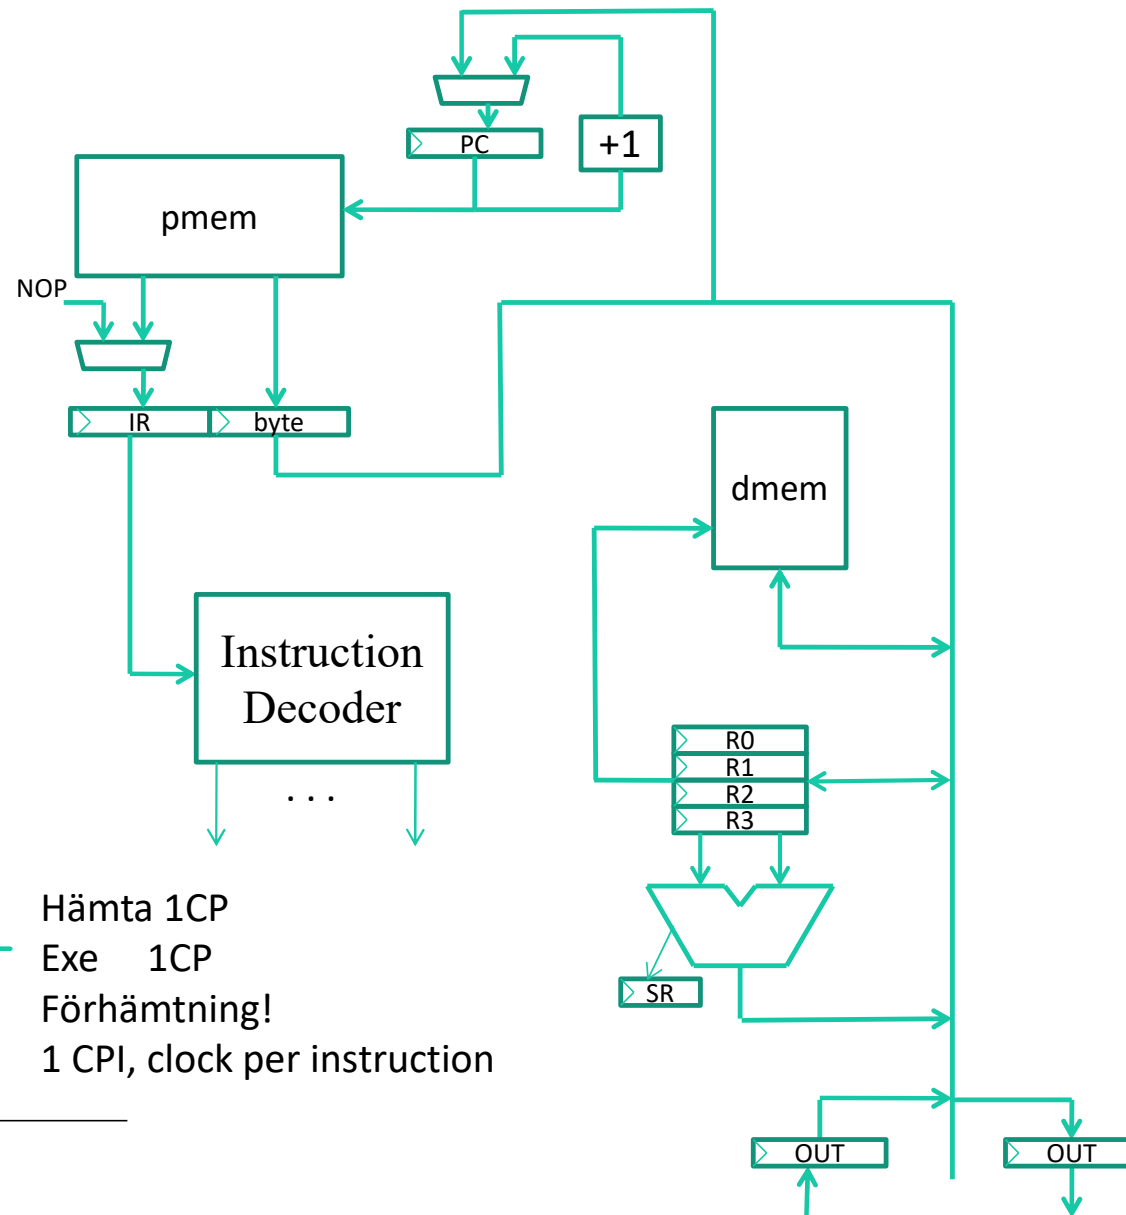 PC
+1
pmem
NOP
IR
byte
dmem
Instruction
Decoder
. . .
R0
R1
R2
R3
SR
Hämta 1CP
Exe 1CP
Förhämtning!
1 CPI, clock per instruction
OUT
OUT